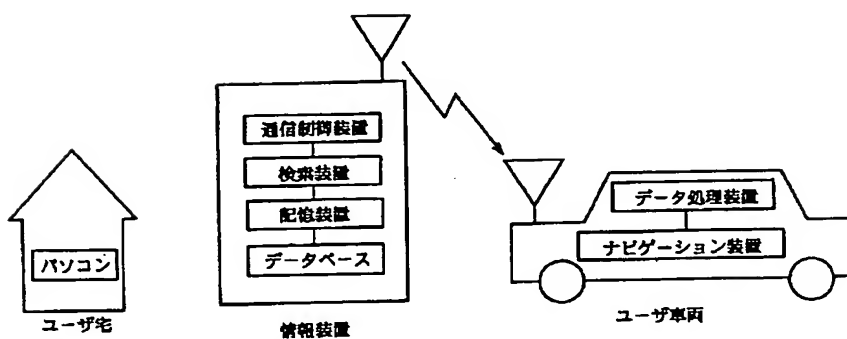 通信制御装置
検索装置
記憶装置
データベース
情報装置
パソコン
ユーザ宅
データ処理装置
ナビゲーション装置
ユーザ車両